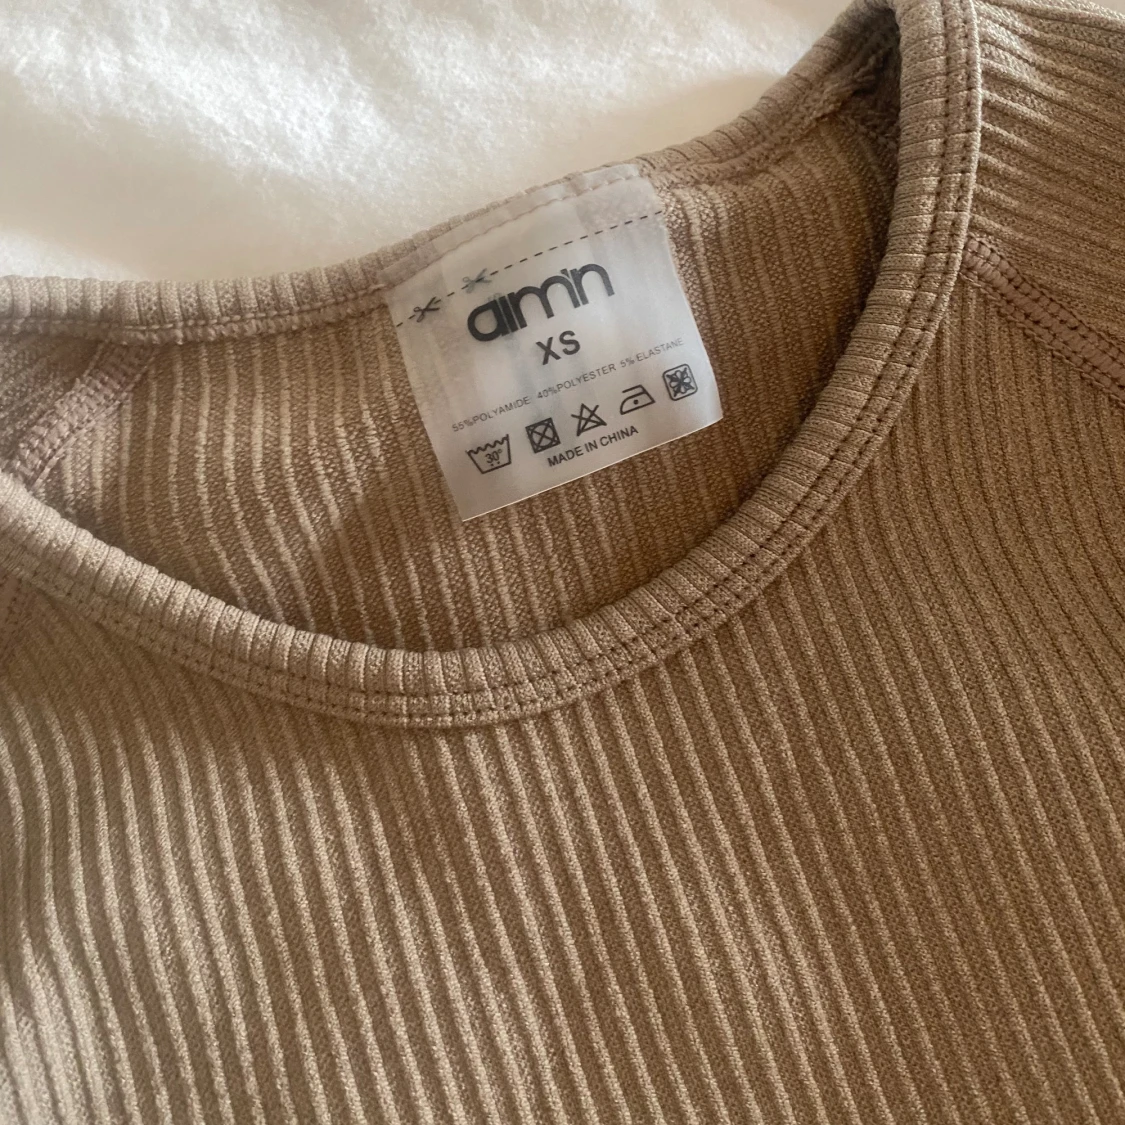 aim'n
XS
55%POLYAMIDE 40%POLYESTER 5%ELASTANE
30°
MADE IN CHINA